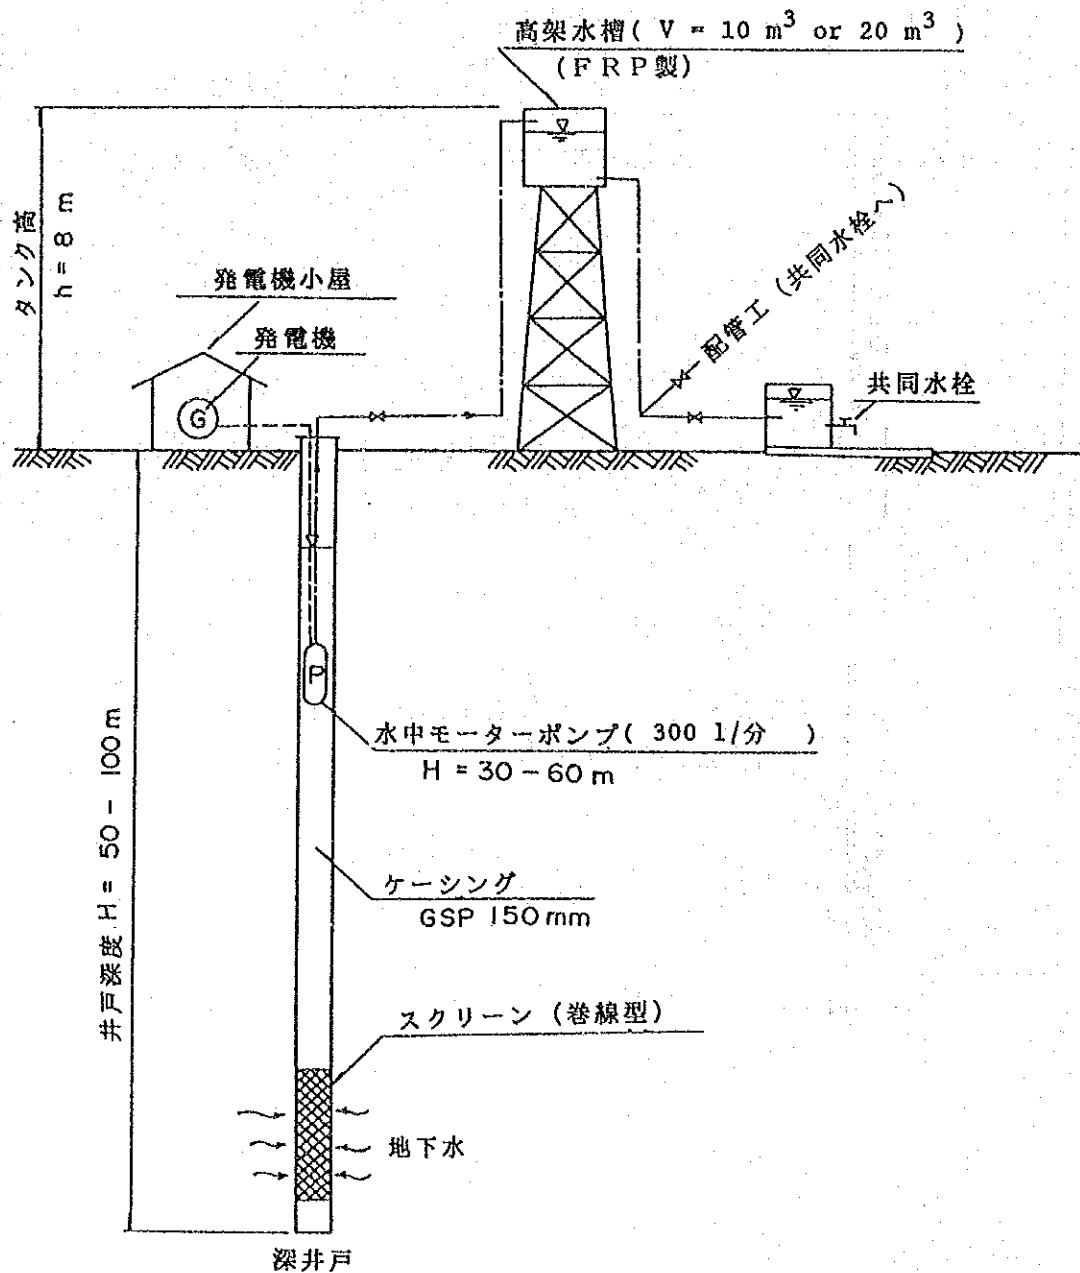 高架水槽( V = 10 m³ or 20 m³ )
(FRP製)
タンク高
h = 8 m
発電機小屋
発電機
G
配管工(共同水栓へ)
共同水栓
P
水中モーターポンプ( 300 l/分 )
H = 30 - 60 m
井戸深度 H = 50 - 100 m
ケーシング
GSP 150 mm
スクリーン(巻線型)
地下水
深井戸